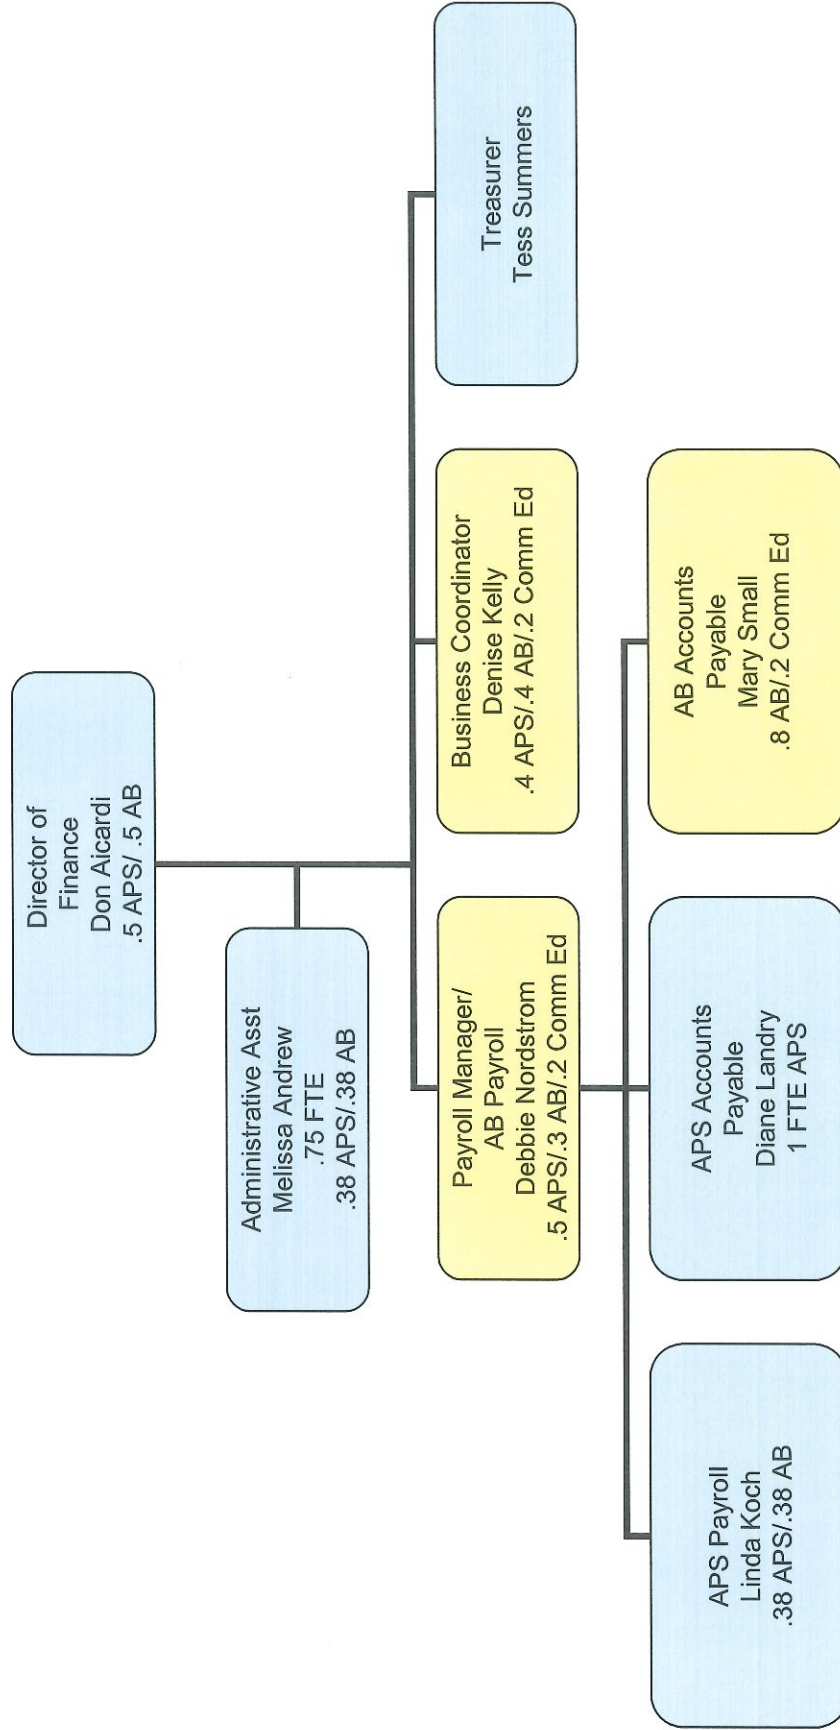 Director of
Finance
Don Aicardi
.5 APS/ .5 AB
Administrative Asst
Melissa Andrew
.75 FTE
.38 APS/.38 AB
Payroll Manager/
AB Payroll
Debbie Nordstrom
.5 APS/.3 AB/.2 Comm Ed
Business Coordinator
Denise Kelly
.4 APS/.4 AB/.2 Comm Ed
Treasurer
Tess Summers
APS Payroll
Linda Koch
.38 APS/.38 AB
APS Accounts
Payable
Diane Landry
1 FTE APS
AB Accounts
Payable
Mary Small
.8 AB/.2 Comm Ed